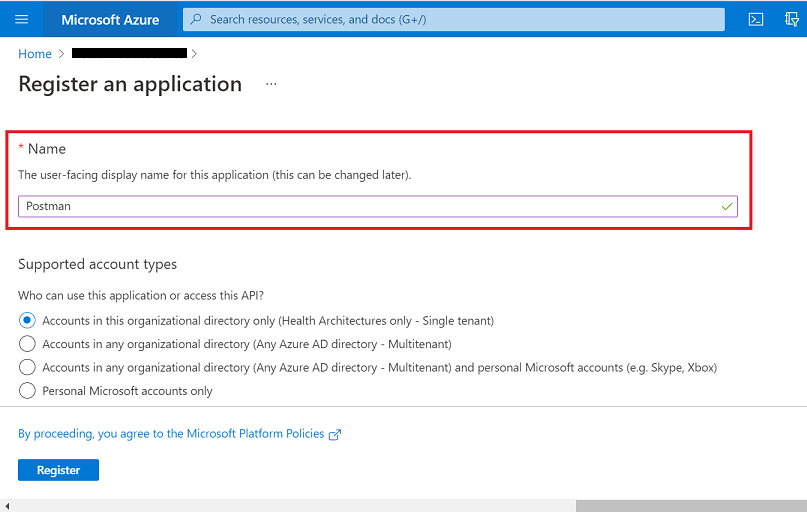 Microsoft Azure
Search resources, services, and docs (G+/)
Home > >
Register an application ...
* Name
The user-facing display name for this application (this can be changed later).
Postman
Supported account types
Who can use this application or access this API?
Accounts in this organizational directory only (Health Architectures only - Single tenant)
Accounts in any organizational directory (Any Azure AD directory - Multitenant)
Accounts in any organizational directory (Any Azure AD directory - Multitenant) and personal Microsoft accounts (e.g. Skype, Xbox)
Personal Microsoft accounts only
By proceeding, you agree to the Microsoft Platform Policies
Register